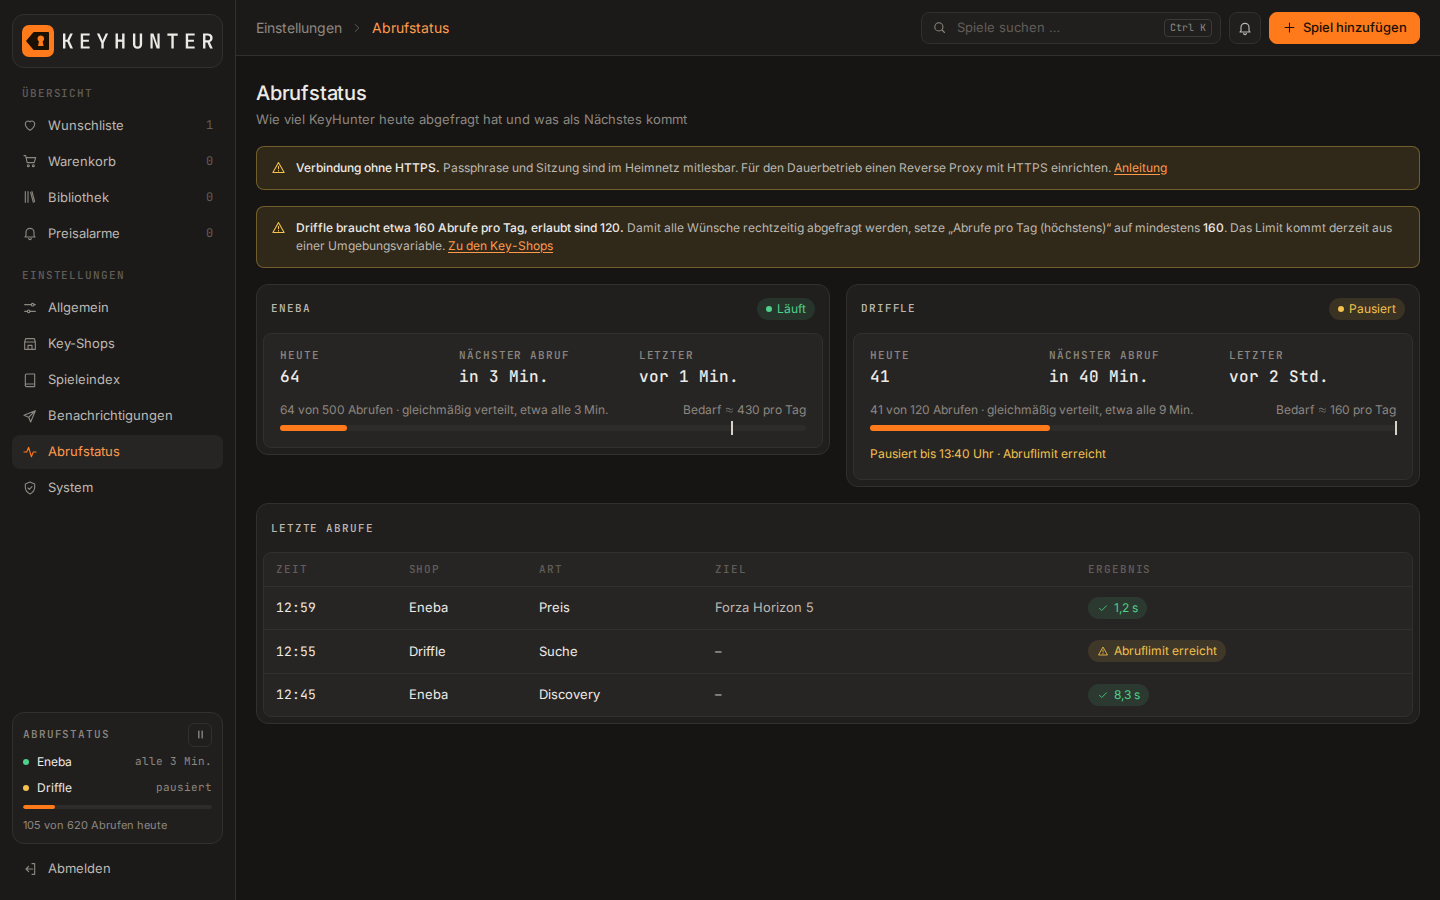 KEYHUNTER
ÜBERSICHT
Wunschliste 1
Warenkorb 0
Bibliothek 0
Preisalarme 0
EINSTELLUNGEN
Allgemein
Key-Shops
Spieleindex
Benachrichtigungen
Abrufstatus
System
ABRUFSTATUS
Eneba alle 3 Min.
Driffle pausiert
105 von 620 Abrufen heute
Abmelden
Einstellungen > Abrufstatus
Spiele suchen ... Ctrl K
Spiel hinzufügen
Abrufstatus
Wie viel KeyHunter heute abgefragt hat und was als Nächstes kommt
Verbindung ohne HTTPS. Passphrase und Sitzung sind im Heimnetz mitlesbar. Für den Dauerbetrieb einen Reverse Proxy mit HTTPS einrichten. Anleitung
Driffle braucht etwa 160 Abrufe pro Tag, erlaubt sind 120. Damit alle Wünsche rechtzeitig abgefragt werden, setze „Abrufe pro Tag (höchstens)“ auf mindestens 160. Das Limit kommt derzeit aus
einer Umgebungsvariable. Zu den Key-Shops
ENEBA Läuft
HEUTE NÄCHSTER ABRUF LETZTER
64 in 3 Min. vor 1 Min.
64 von 500 Abrufen · gleichmäßig verteilt, etwa alle 3 Min. Bedarf ≈ 430 pro Tag
DRIFFLE Pausiert
HEUTE NÄCHSTER ABRUF LETZTER
41 in 40 Min. vor 2 Std.
41 von 120 Abrufen · gleichmäßig verteilt, etwa alle 9 Min. Bedarf ≈ 160 pro Tag
Pausiert bis 13:40 Uhr · Abruflimit erreicht
LETZTE ABRUFE
ZEIT SHOP ART ZIEL ERGEBNIS
12:59 Eneba Preis Forza Horizon 5 1,2 s
12:55 Driffle Suche – Abruflimit erreicht
12:45 Eneba Discovery – 8,3 s